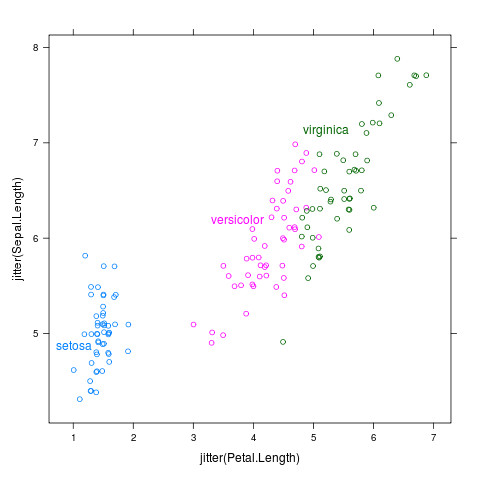 8
7
6
5
jitter(Sepal.Length)
virginica
versicolor
setosa
1 2 3 4 5 6 7
jitter(Petal.Length)